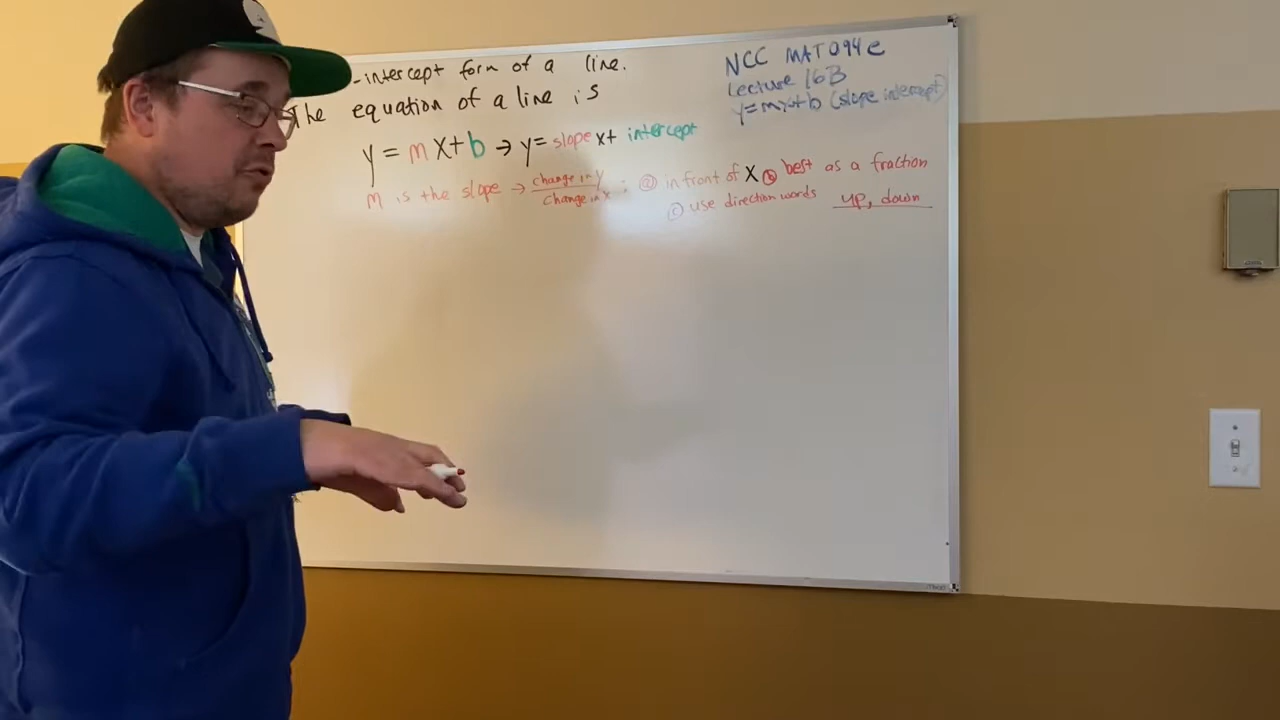 -intercept form of a line.
The equation of a line is
y = mx+b → y= slope x+ intercept
m is the slope → change in y / change in x ; ⓐ in front of x ⓑ best as a fraction
ⓒ use direction words up, down
NCC MAT094e
Lecture 16B
y=mx+b (slope intercept)